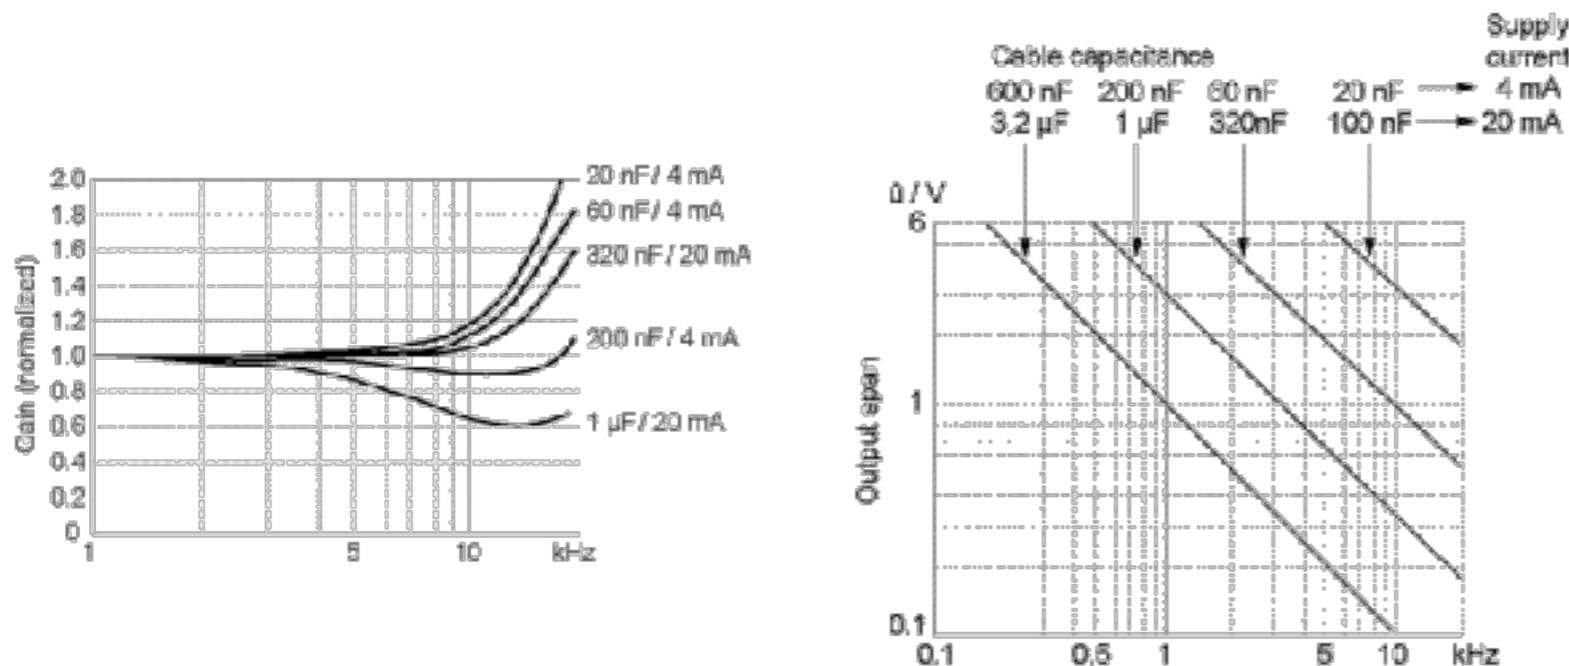 2.0
1.8
1.6
1.4
1.2
1.0
0.8
0.6
0.4
0.2
0
Gain (normalized)
1 5 10 kHz
20 nF / 4 mA
60 nF / 4 mA
320 nF / 20 mA
200 nF / 4 mA
1 µF / 20 mA
Supply
current
Cable capacitance
600 nF 200 nF 60 nF 20 nF 4 mA
3,2 µF 1 µF 320nF 100 nF 20 mA
û / V
6
1
0.1
Output span
0.1 0.5 1 5 10 kHz